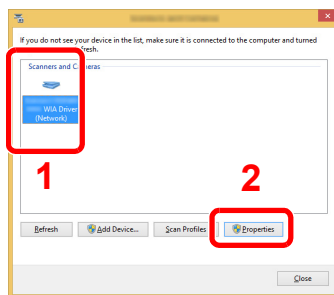 If you do not see your device in the list, make sure it is connected to the computer and turned
fresh.
Scanners and Cameras
WIA Driver
(Network)
1
2
Refresh
Add Device...
Scan Profiles
Properties
Close